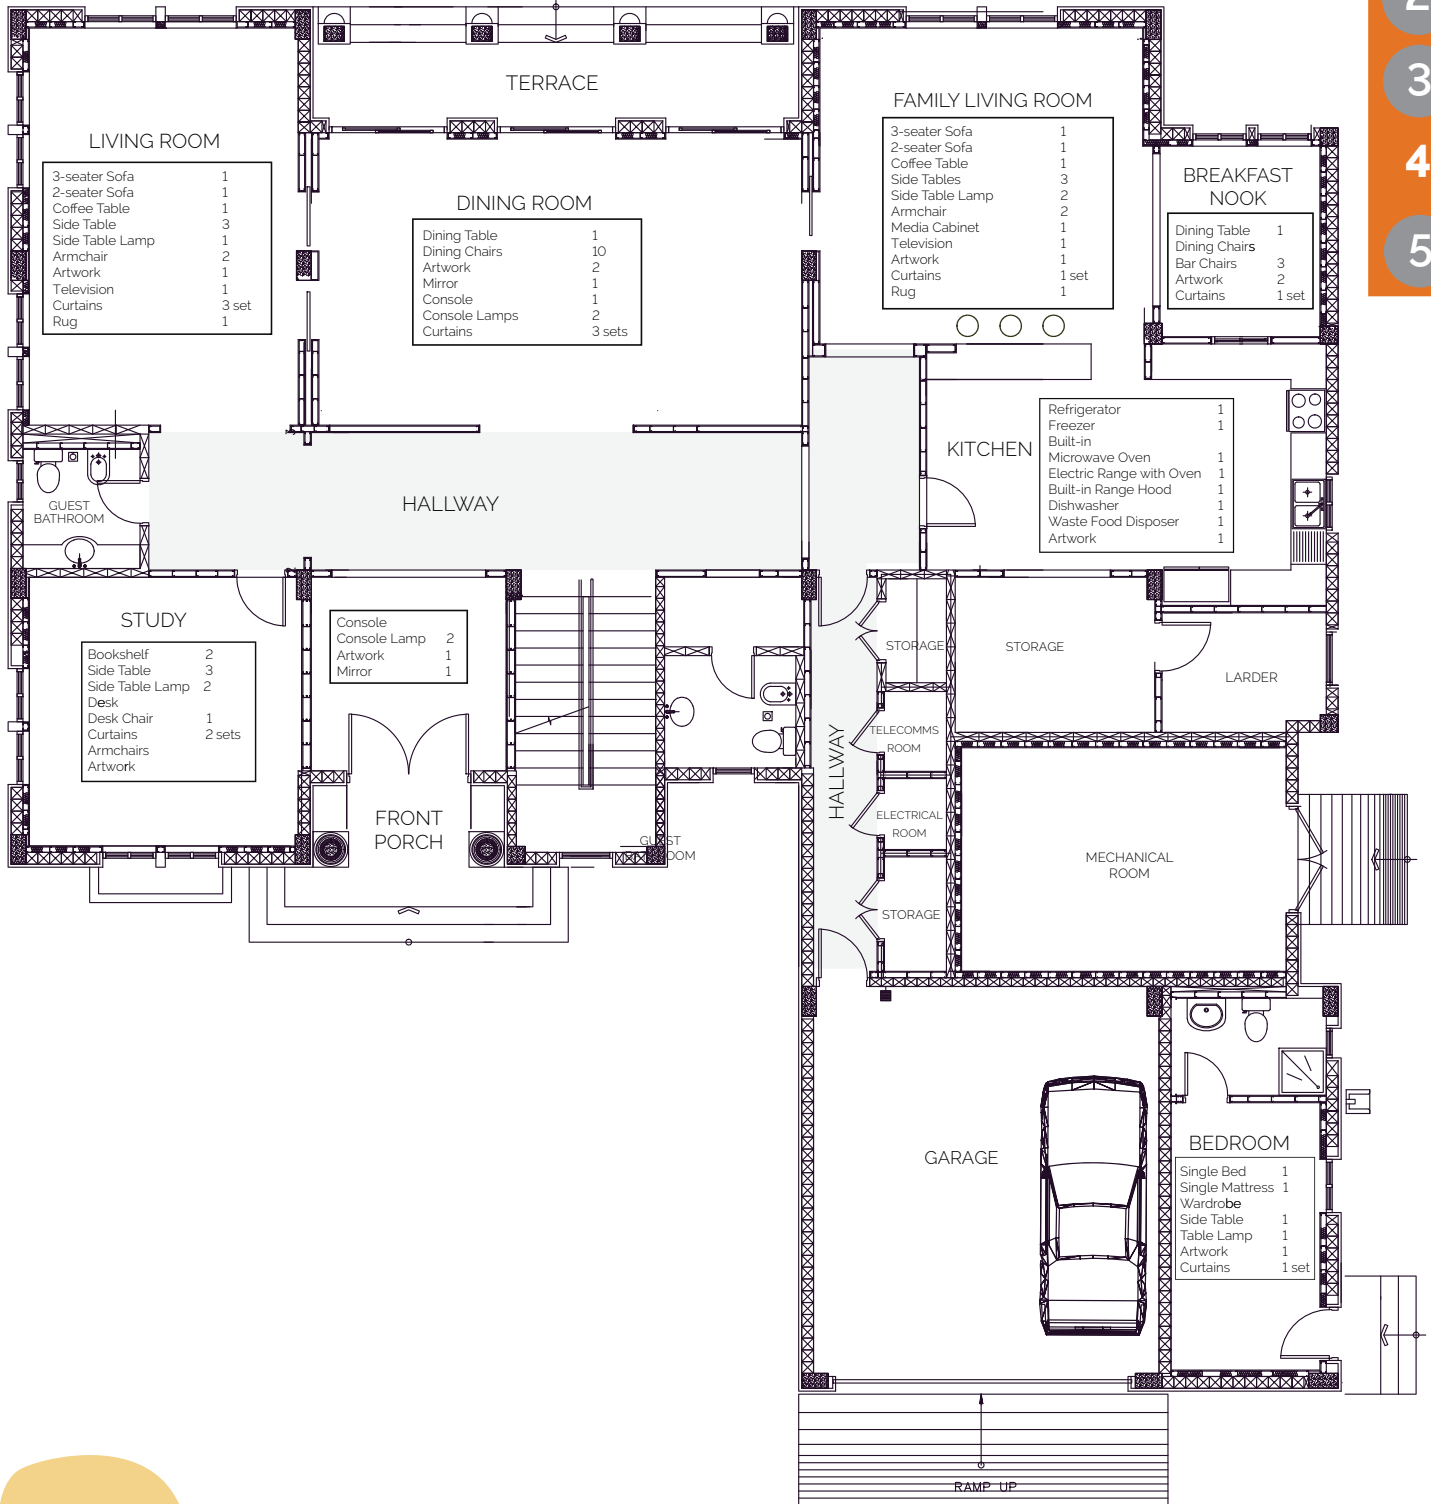 2
3
4
5
TERRACE
LIVING ROOM
3-seater Sofa 1
2-seater Sofa 1
Coffee Table 1
Side Table 3
Side Table Lamp 1
Armchair 2
Artwork 1
Television 1
Curtains 3 set
Rug 1
DINING ROOM
Dining Table 1
Dining Chairs 10
Artwork 2
Mirror 1
Console 1
Console Lamps 2
Curtains 3 sets
FAMILY LIVING ROOM
3-seater Sofa 1
2-seater Sofa 1
Coffee Table 1
Side Tables 3
Side Table Lamp 2
Armchair 2
Media Cabinet 1
Television 1
Artwork 1
Curtains 1 set
Rug 1
BREAKFAST
NOOK
Dining Table 1
Dining Chairs
Bar Chairs 3
Artwork 2
Curtains 1 set
KITCHEN
Refrigerator 1
Freezer 1
Built-in
Microwave Oven 1
Electric Range with Oven 1
Built-in Range Hood 1
Dishwasher 1
Waste Food Disposer 1
Artwork 1
GUEST
BATHROOM
HALLWAY
STUDY
Bookshelf 2
Side Table 3
Side Table Lamp 2
Desk
Desk Chair 1
Curtains 2 sets
Armchairs
Artwork
Console
Console Lamp 2
Artwork 1
Mirror 1
FRONT
PORCH
GUEST
HALLWAY
STORAGE
STORAGE
LARDER
TELECOMMS
ROOM
ELECTRICAL
ROOM
STORAGE
MECHANICAL
ROOM
GARAGE
BEDROOM
Single Bed 1
Single Mattress 1
Wardrobe
Side Table 1
Table Lamp 1
Artwork 1
Curtains 1 set
RAMP UP